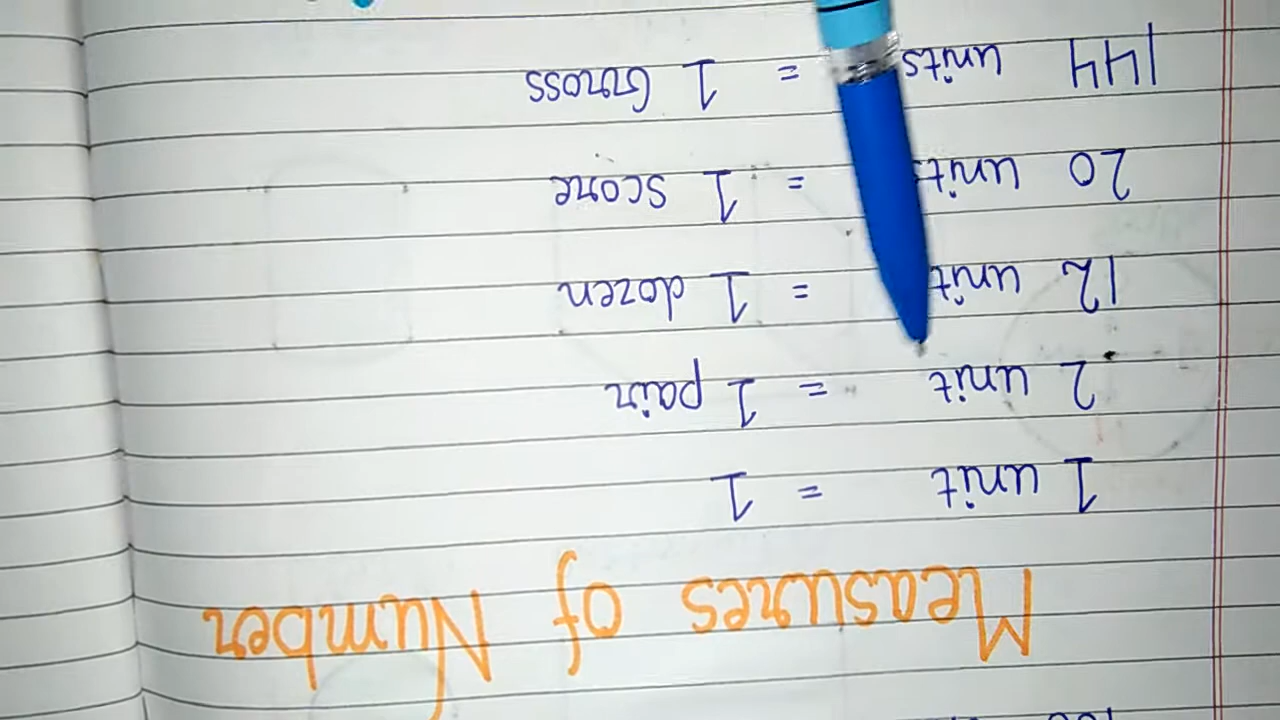 Measures of Number
1 unit = 1
2 unit = 1 pair
12 unit = 1 dozen
20 units = 1 score
144 units = 1 Gross